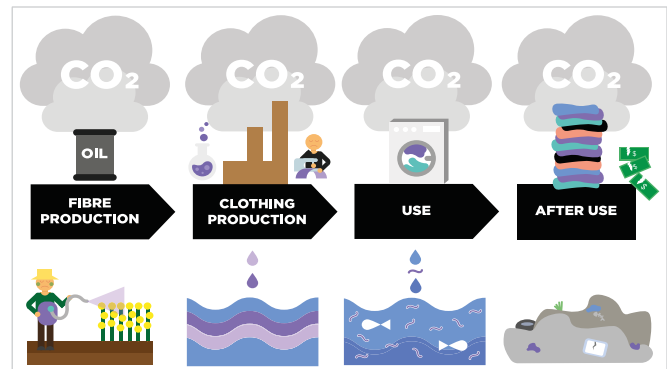 CO2
CO2
CO2
CO2
OIL
$
$
$
FIBRE
PRODUCTION
CLOTHING
PRODUCTION
USE
AFTER USE